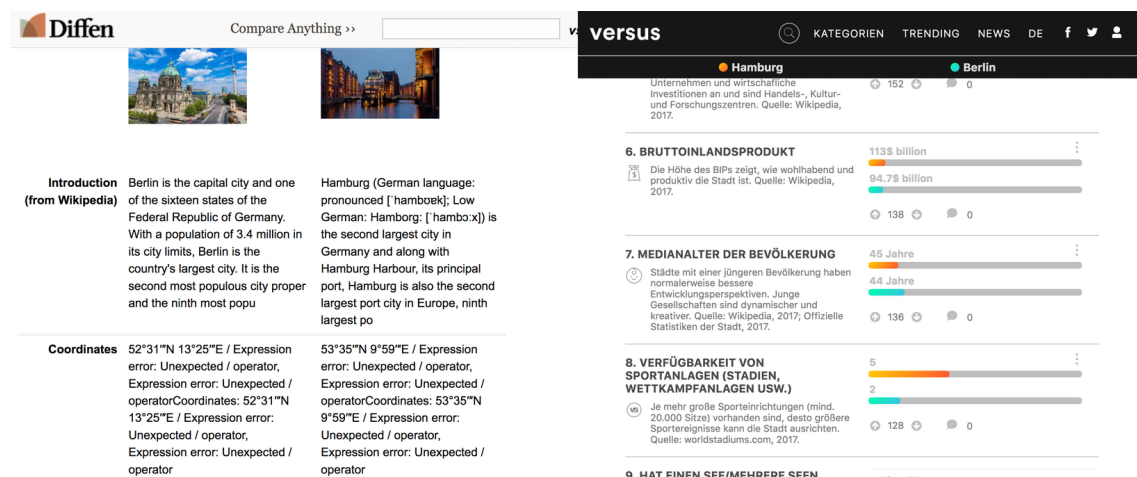 Diffen
Compare Anything ››
vs
Introduction
(from Wikipedia)
Berlin is the capital city and one
of the sixteen states of the
Federal Republic of Germany.
With a population of 3.4 million in
its city limits, Berlin is the
country's largest city. It is the
second most populous city proper
and the ninth most popu
Hamburg (German language:
pronounced [ˈhambʊɐk]; Low
German: Hamborg: [ˈhambɔːx]) is
the second largest city in
Germany and along with
Hamburg Harbour, its principal
port, Hamburg is also the second
largest port city in Europe, ninth
largest po
Coordinates
52°31′″N 13°25′″E / Expression
error: Unexpected / operator,
Expression error: Unexpected /
operatorCoordinates: 52°31′″N
13°25′″E / Expression error:
Unexpected / operator,
Expression error: Unexpected /
operator
53°35′″N 9°59′″E / Expression
error: Unexpected / operator,
Expression error: Unexpected /
operatorCoordinates: 53°35′″N
9°59′″E / Expression error:
Unexpected / operator,
Expression error: Unexpected /
operator
versus
KATEGORIEN TRENDING NEWS DE
Hamburg Berlin
Unternehmen und wirtschafliche
Investitionen an und sind Handels-, Kultur-
und Forschungszentren. Quelle: Wikipedia,
2017.
152 0
6. BRUTTOINLANDSPRODUKT
Die Höhe des BIPs zeigt, wie wohlhabend und
produktiv die Stadt ist. Quelle: Wikipedia,
2017.
113$ billion
94.7$ billion
138 0
7. MEDIANALTER DER BEVÖLKERUNG
Städte mit einer jüngeren Bevölkerung haben
normalerweise bessere
Entwicklungsperspektiven. Junge
Gesellschaften sind dynamischer und
kreativer. Quelle: Wikipedia, 2017; Offizielle
Statistiken der Stadt, 2017.
45 Jahre
44 Jahre
136 0
8. VERFÜGBARKEIT VON
SPORTANLAGEN (STADIEN,
WETTKAMPFANLAGEN USW.)
VS
Je mehr große Sporteinrichtungen (mind.
20.000 Sitze) vorhanden sind, desto größere
Sportereignisse kann die Stadt ausrichten.
Quelle: worldstadiums.com, 2017.
5
2
128 0
9. HAT EINEN SEE/MEHRERE SEEN